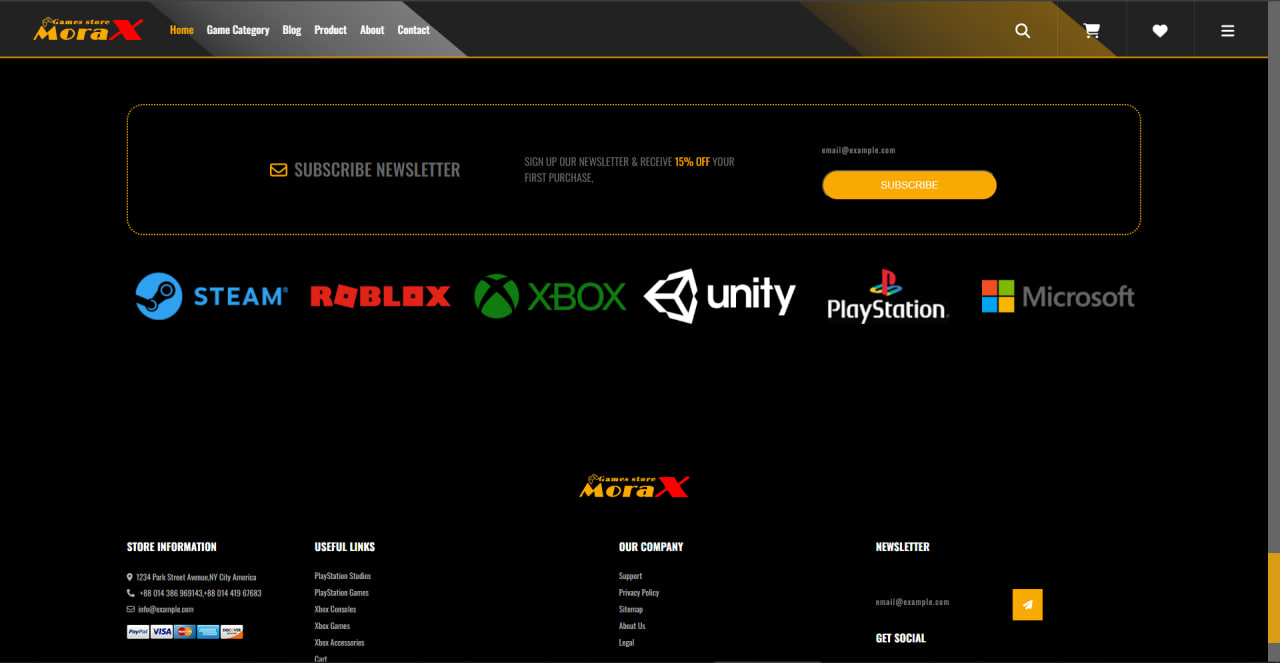 Games store
MoraX
Home Game Category Blog Product About Contact
SUBSCRIBE NEWSLETTER
SIGN UP OUR NEWSLETTER & RECEIVE 15% OFF YOUR
FIRST PURCHASE,
email@example.com
SUBSCRIBE
STEAM®
ROBLOX
XBOX
unity
PlayStation
Microsoft
Games store
MoraX
STORE INFORMATION
1234 Park Street Avenue,NY City America
+88 014 386 969143,+88 014 419 67683
info@example.com
PayPal VISA MasterCard AMERICAN EXPRESS DISCOVER
USEFUL LINKS
PlayStation Studios
PlayStation Games
Xbox Conseles
Xbox Games
Xbox Accessories
Cart
OUR COMPANY
Support
Privacy Policy
Sitemap
About Us
Legal
NEWSLETTER
email@example.com
GET SOCIAL